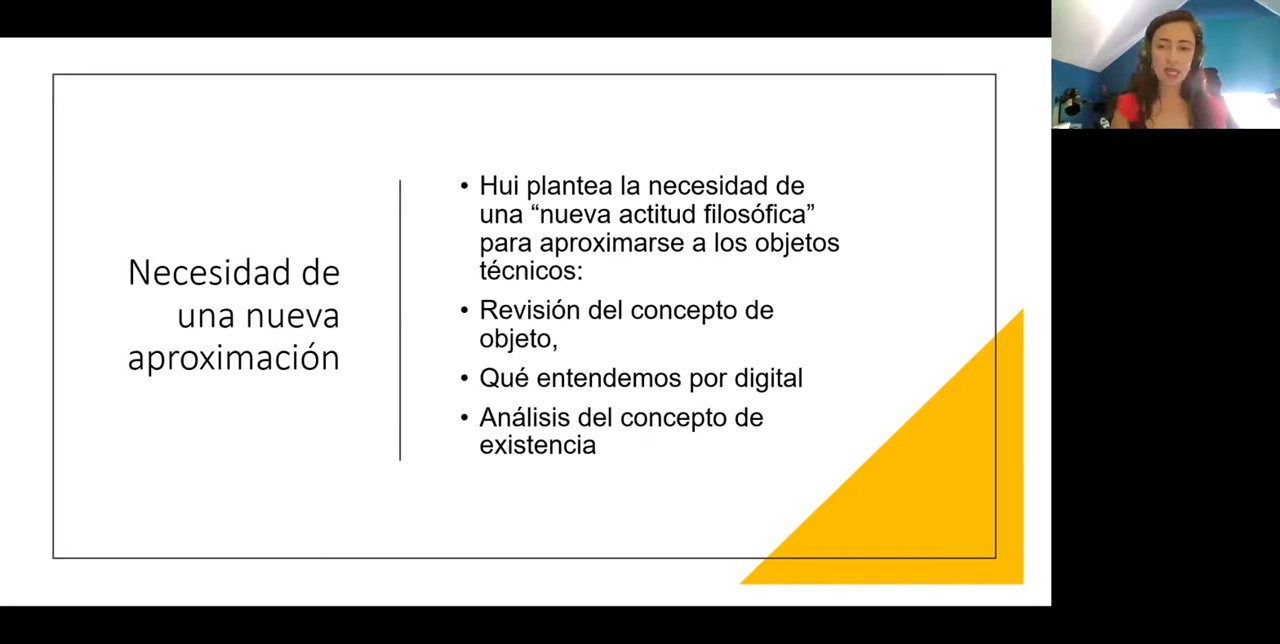 Necesidad de
una nueva
aproximación
• Hui plantea la necesidad de
una “nueva actitud filosófica”
para aproximarse a los objetos
técnicos:
• Revisión del concepto de
objeto,
• Qué entendemos por digital
• Análisis del concepto de
existencia